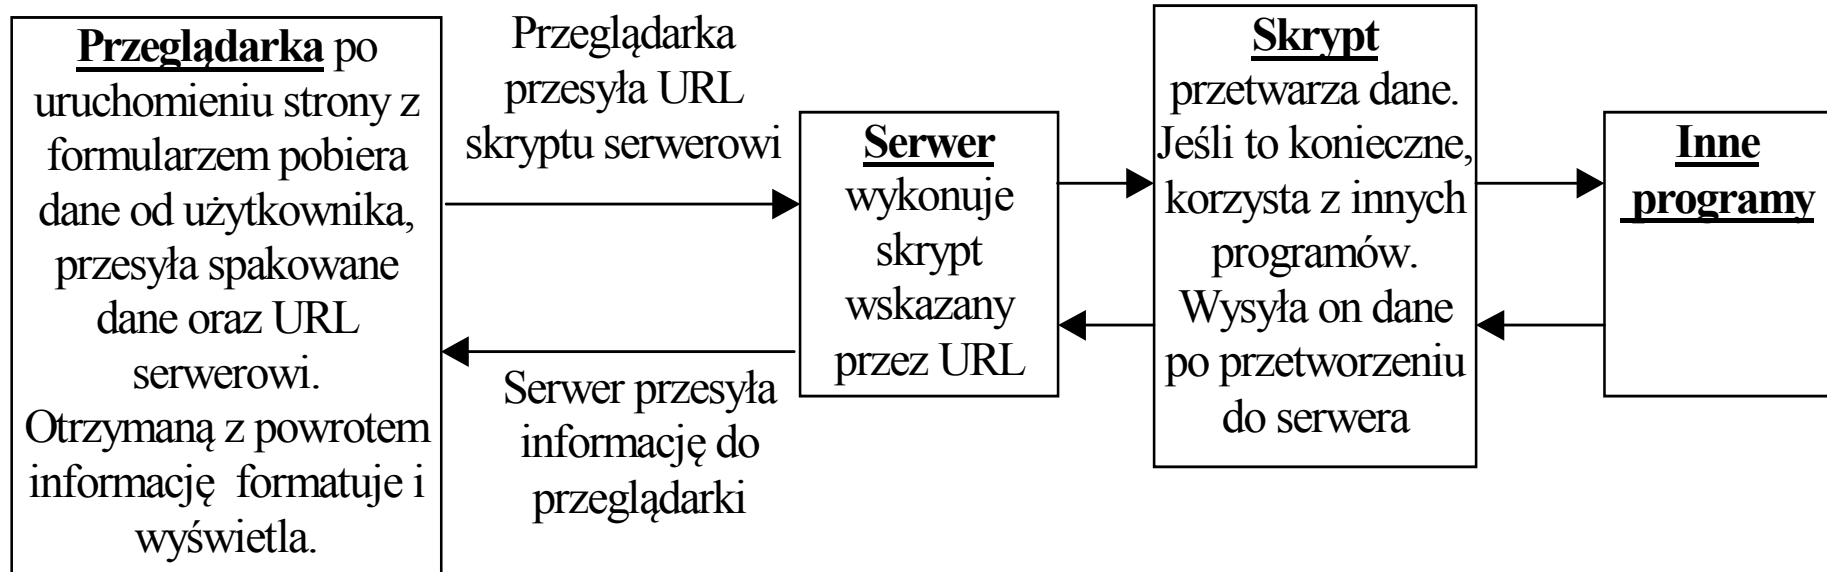 Przeglądarka po
uruchomieniu strony z
formularzem pobiera
dane od użytkownika,
przesyła spakowane
dane oraz URL
serwerowi.
Otrzymaną z powrotem
informację formatuje i
wyświetla.
Przeglądarka
przesyła URL
skryptu serwerowi
Serwer przesyła
informację do
przeglądarki
Serwer
wykonuje
skrypt
wskazany
przez URL
Skrypt
przetwarza dane.
Jeśli to konieczne,
korzysta z innych
programów.
Wysyła on dane
po przetworzeniu
do serwera
Inne
programy